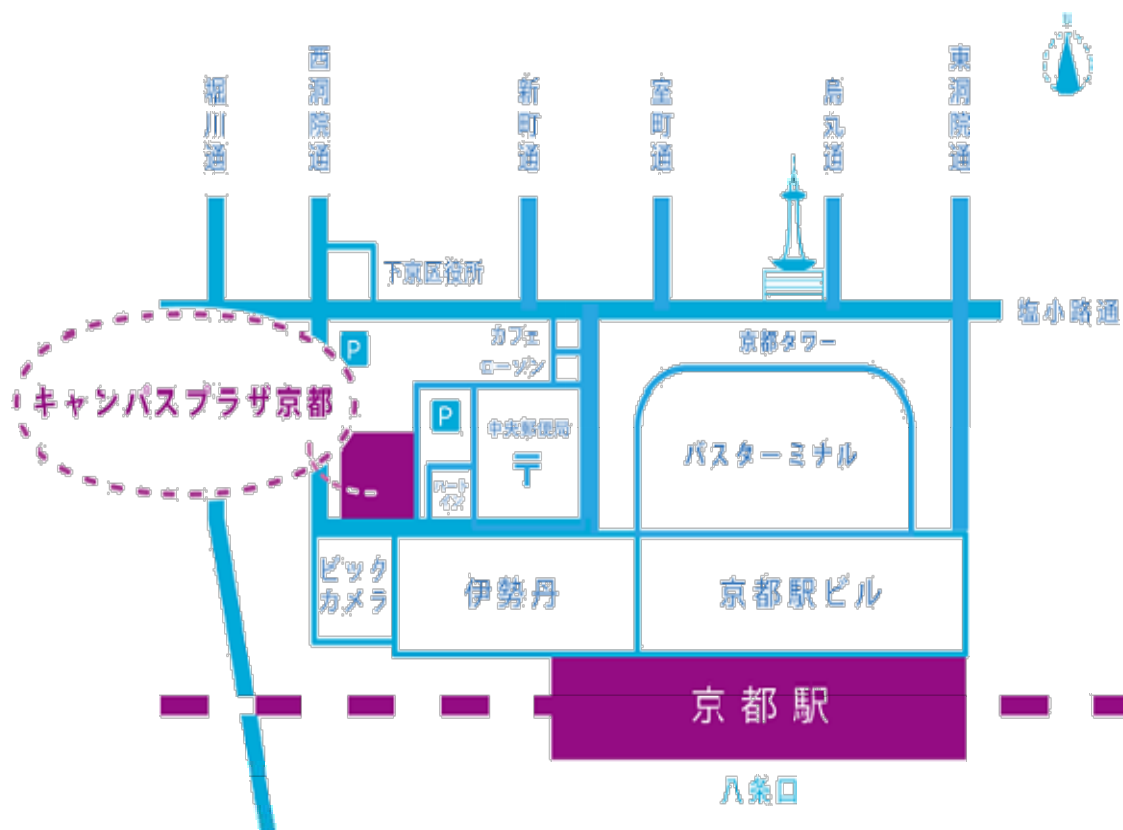 堀川通
西洞院通
新町通
室町通
烏丸通
東洞院通
下京区役所
塩小路通
カフェ
ローソン
京都タワー
P
キャンパスプラザ京都
P
中央郵便局
〒
バスターミナル
ビック
カメラ
伊勢丹
京都駅ビル
京都駅
八条口